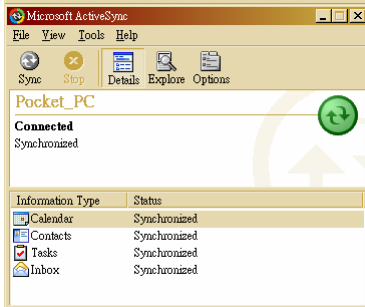 Microsoft ActiveSync
File View Tools Help
Sync Stop Details Explore Options
Pocket_PC
Connected
Synchronized
Information Type Status
Calendar Synchronized
Contacts Synchronized
Tasks Synchronized
Inbox Synchronized